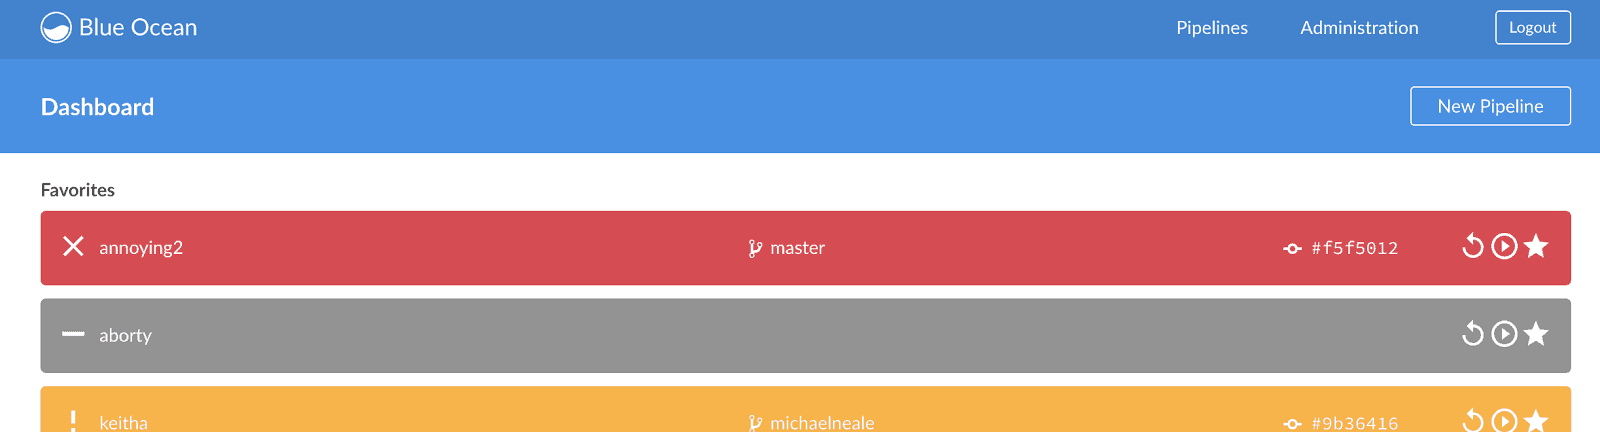 Blue Ocean Pipelines Administration Logout
Dashboard New Pipeline
Favorites
annoying2 master #f5f5012
aborty
keitha michaelneale #9b36416